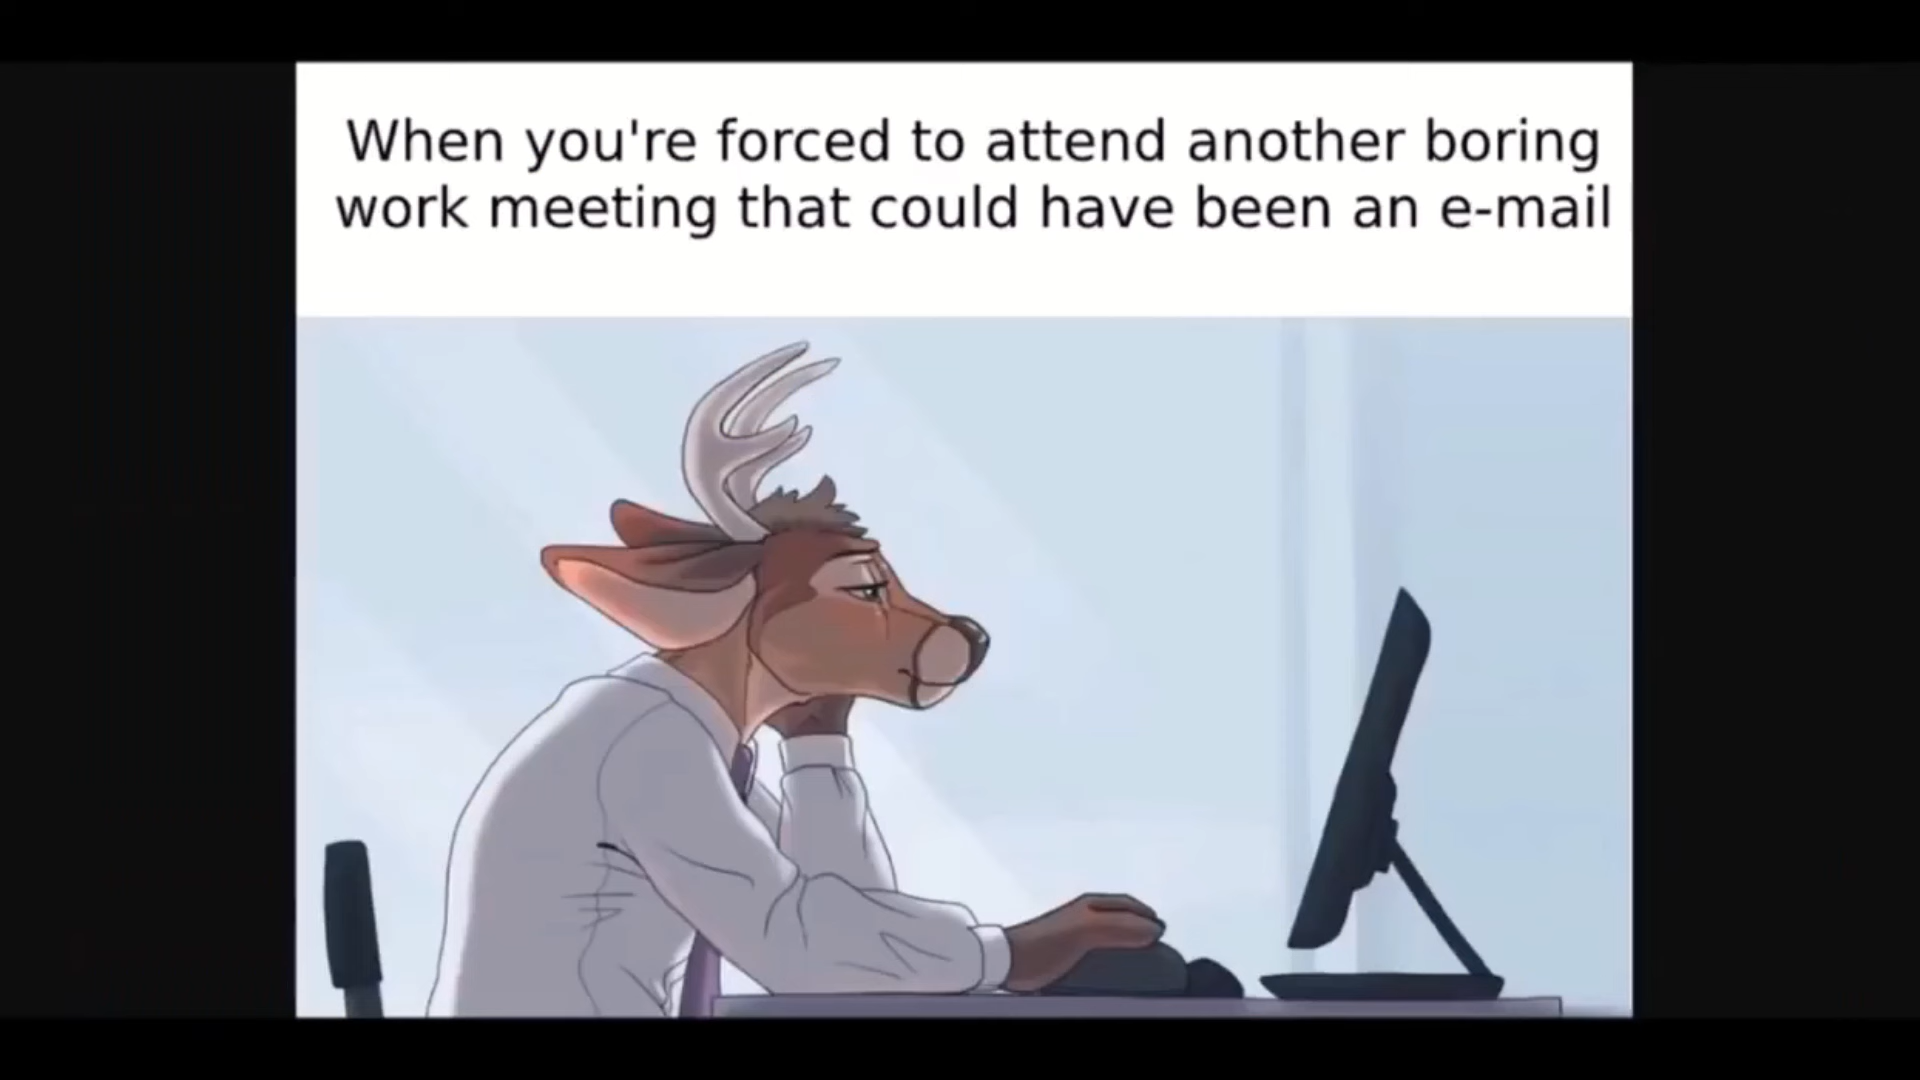 When you're forced to attend another boring
work meeting that could have been an e-mail